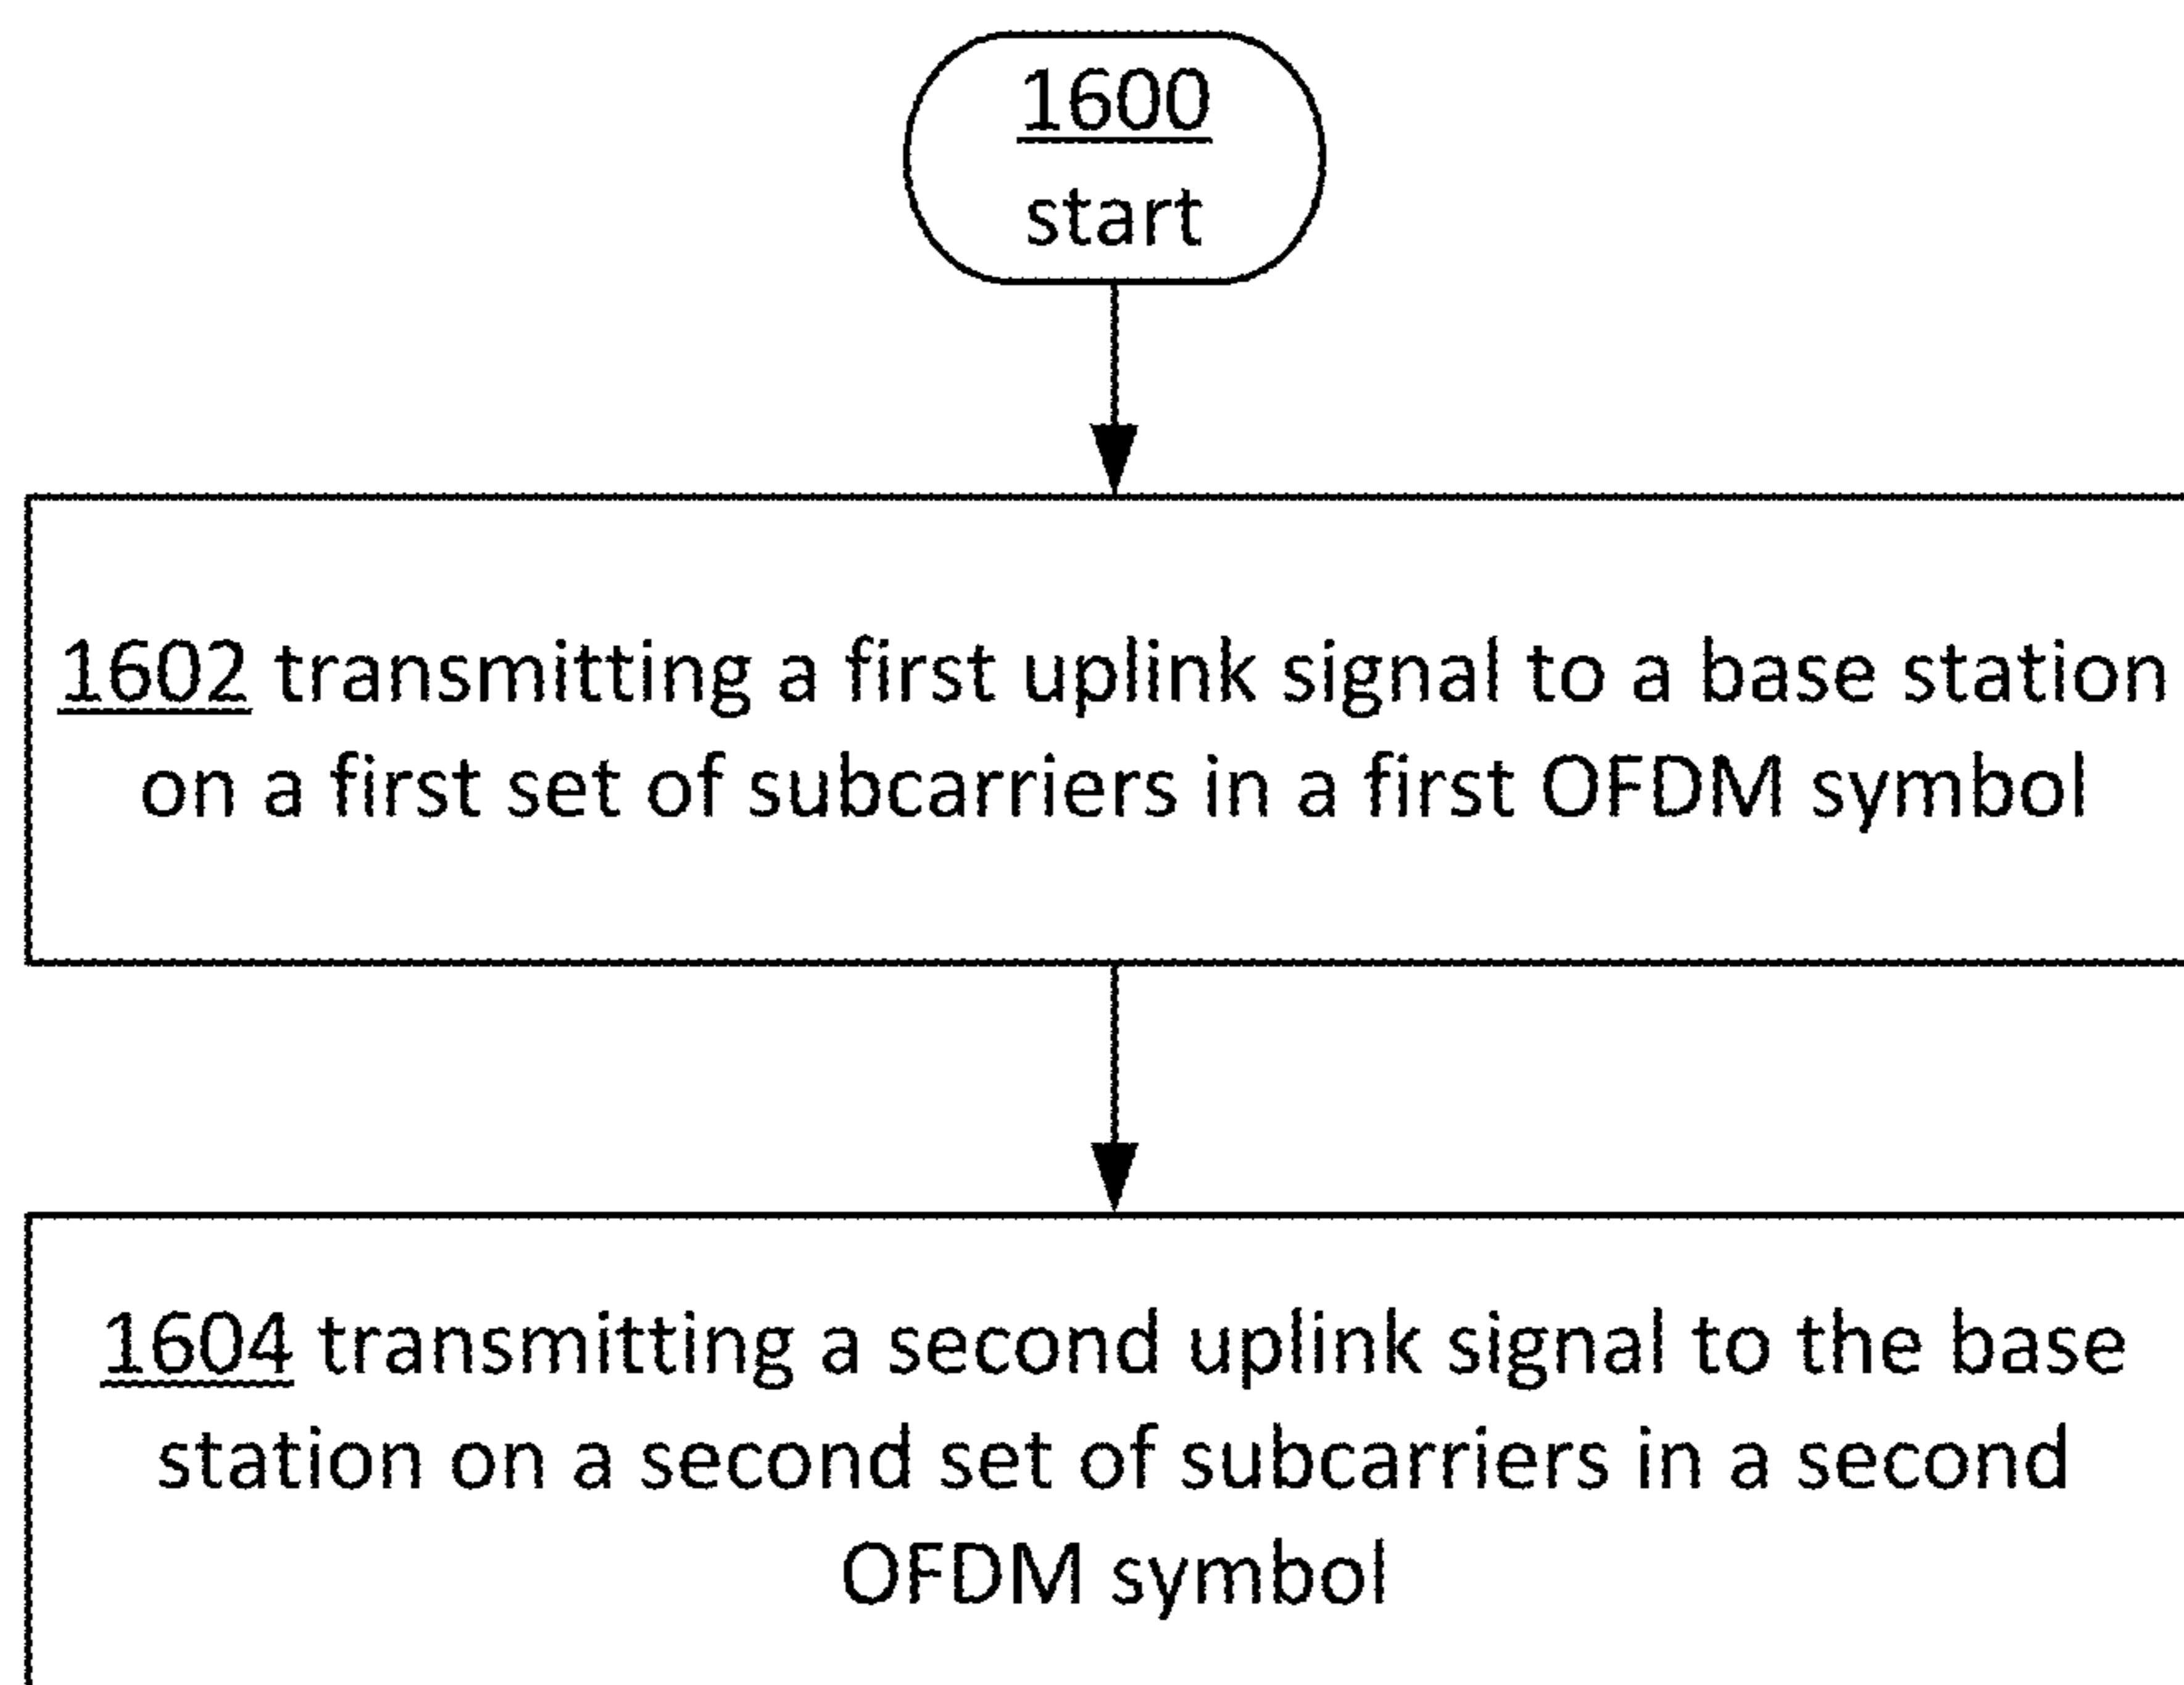 1600
start
1602 transmitting a first uplink signal to a base station
on a first set of subcarriers in a first OFDM symbol
1604 transmitting a second uplink signal to the base
station on a second set of subcarriers in a second
OFDM symbol